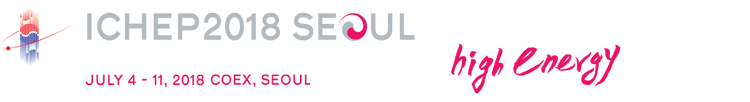 ICHEP2018 SEOUL
high energy
JULY 4 - 11, 2018 COEX, SEOUL